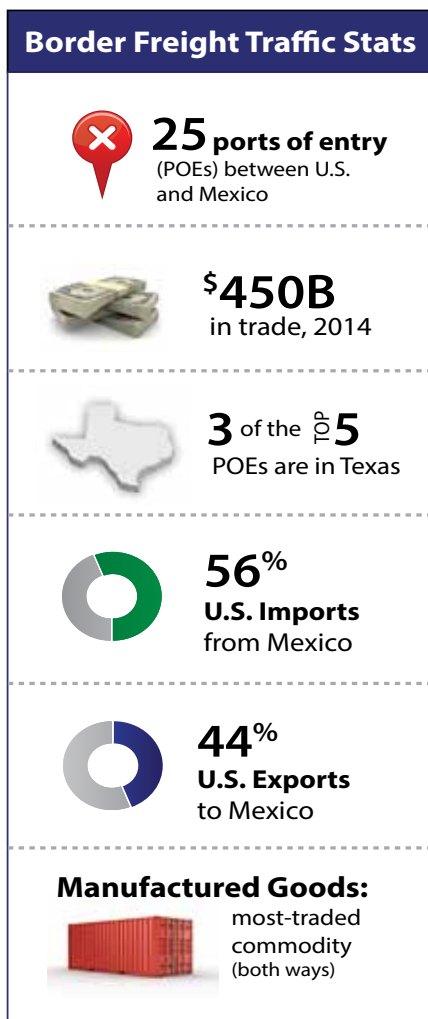 Border Freight Traffic Stats
25 ports of entry
(POEs) between U.S.
and Mexico
$450B
in trade, 2014
3 of the TOP 5
POEs are in Texas
56%
U.S. Imports
from Mexico
44%
U.S. Exports
to Mexico
Manufactured Goods:
most-traded
commodity
(both ways)